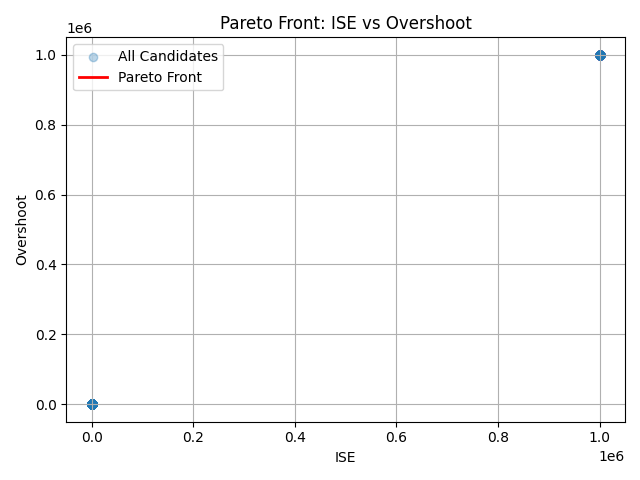 Pareto Front: ISE vs Overshoot
1e6
All Candidates
Pareto Front
1.0
0.8
0.6
0.4
0.2
0.0
Overshoot
0.0 0.2 0.4 0.6 0.8 1.0
ISE
1e6